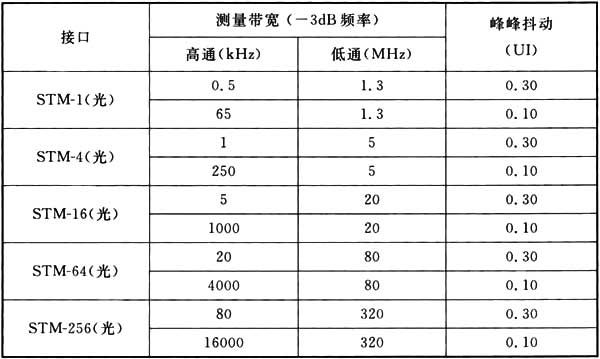 接口 测量带宽(－3dB 频率) 峰峰抖动(UI)
高通(kHz) 低通(MHz)
STM-1(光) 0.5 1.3 0.30
65 1.3 0.10
STM-4(光) 1 5 0.30
250 5 0.10
STM-16(光) 5 20 0.30
1000 20 0.10
STM-64(光) 20 80 0.30
4000 80 0.10
STM-256(光) 80 320 0.30
16000 320 0.10